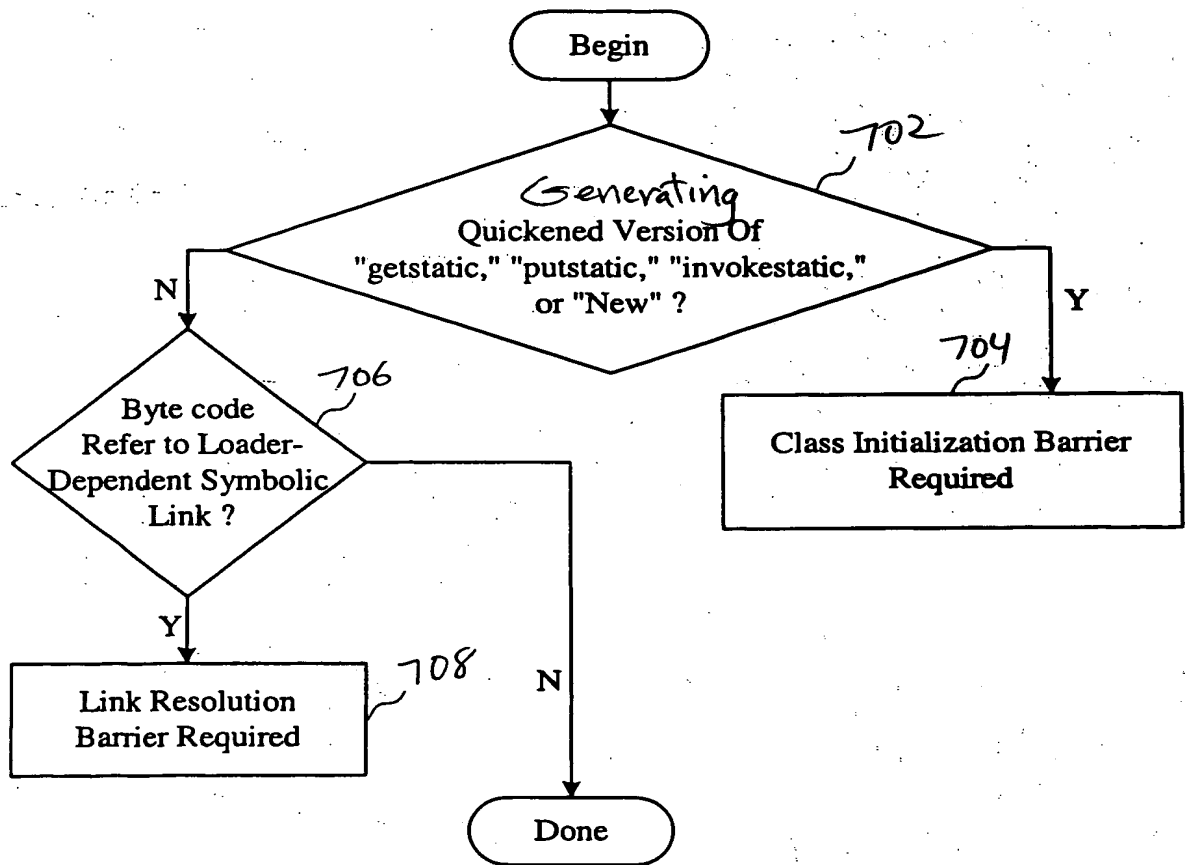 Begin
702
Generating
Quickened Version Of
"getstatic," "putstatic," "invokestatic,"
or "New" ?
N
Y
704
706
Byte code
Refer to Loader-
Dependent Symbolic
Link ?
Class Initialization Barrier
Required
Y
N
708
Link Resolution
Barrier Required
Done